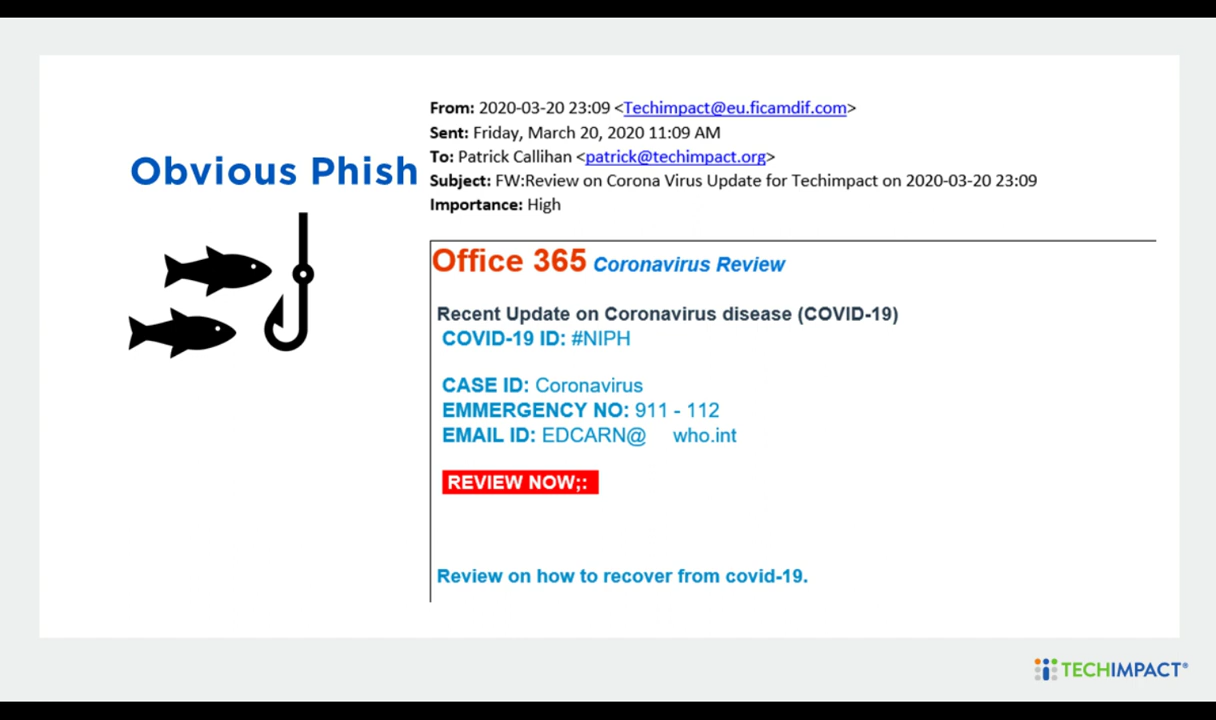 Obvious Phish
From: 2020-03-20 23:09 <Techimpact@eu.ficamdif.com>
Sent: Friday, March 20, 2020 11:09 AM
To: Patrick Callihan <patrick@techimpact.org>
Subject: FW:Review on Corona Virus Update for Techimpact on 2020-03-20 23:09
Importance: High
Office 365 Coronavirus Review
Recent Update on Coronavirus disease (COVID-19)
COVID-19 ID: #NIPH
CASE ID: Coronavirus
EMMERGENCY NO: 911 - 112
EMAIL ID: EDCARN@ who.int
REVIEW NOW;:
Review on how to recover from covid-19.
TECHIMPACT®